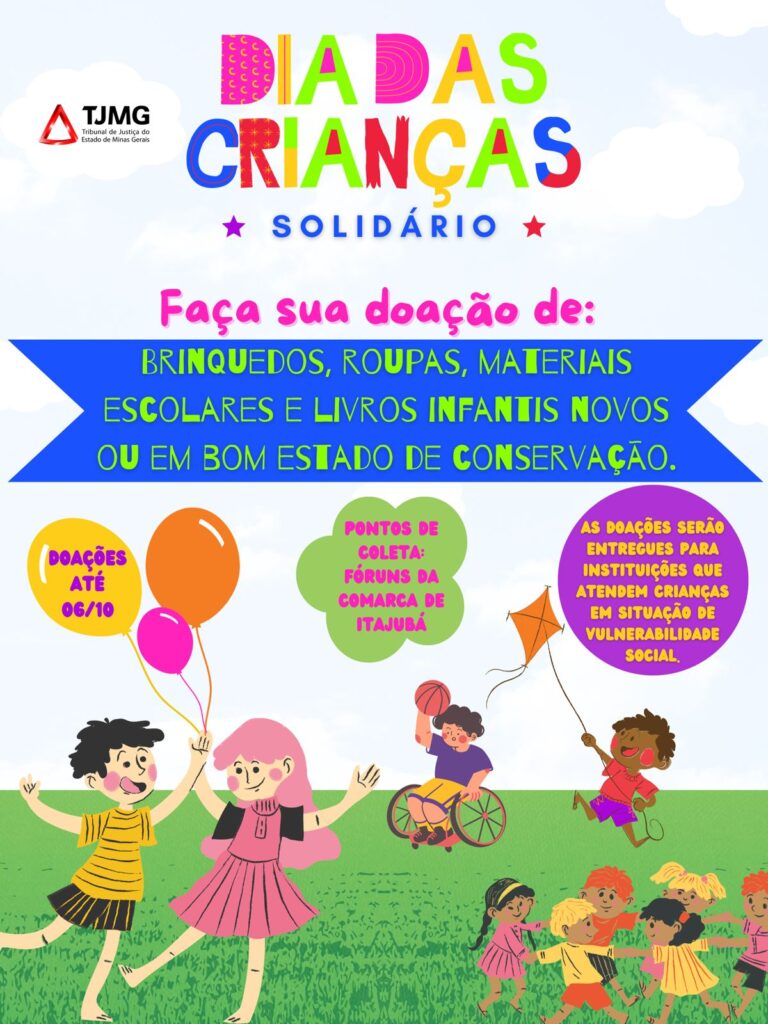 DIA DAS
CRIANÇAS
SOLIDÁRIO
TJMG
Tribunal de Justiça do
Estado de Minas Gerais
Faça sua doação de:
BRINQUEDOS, ROUPAS, MATERIAIS
ESCOLARES E LIVROS INFANTIS NOVOS
OU EM BOM ESTADO DE CONSERVAÇÃO.
DOAÇÕES
ATÉ
06/10
PONTOS DE
COLETA:
FÓRUNS DA
COMARCA DE
ITAJUBÁ
AS DOAÇÕES SERÃO
ENTREGUES PARA
INSTITUIÇÕES QUE
ATENDEM CRIANÇAS
EM SITUAÇÃO DE
VULNERABILIDADE
SOCIAL.